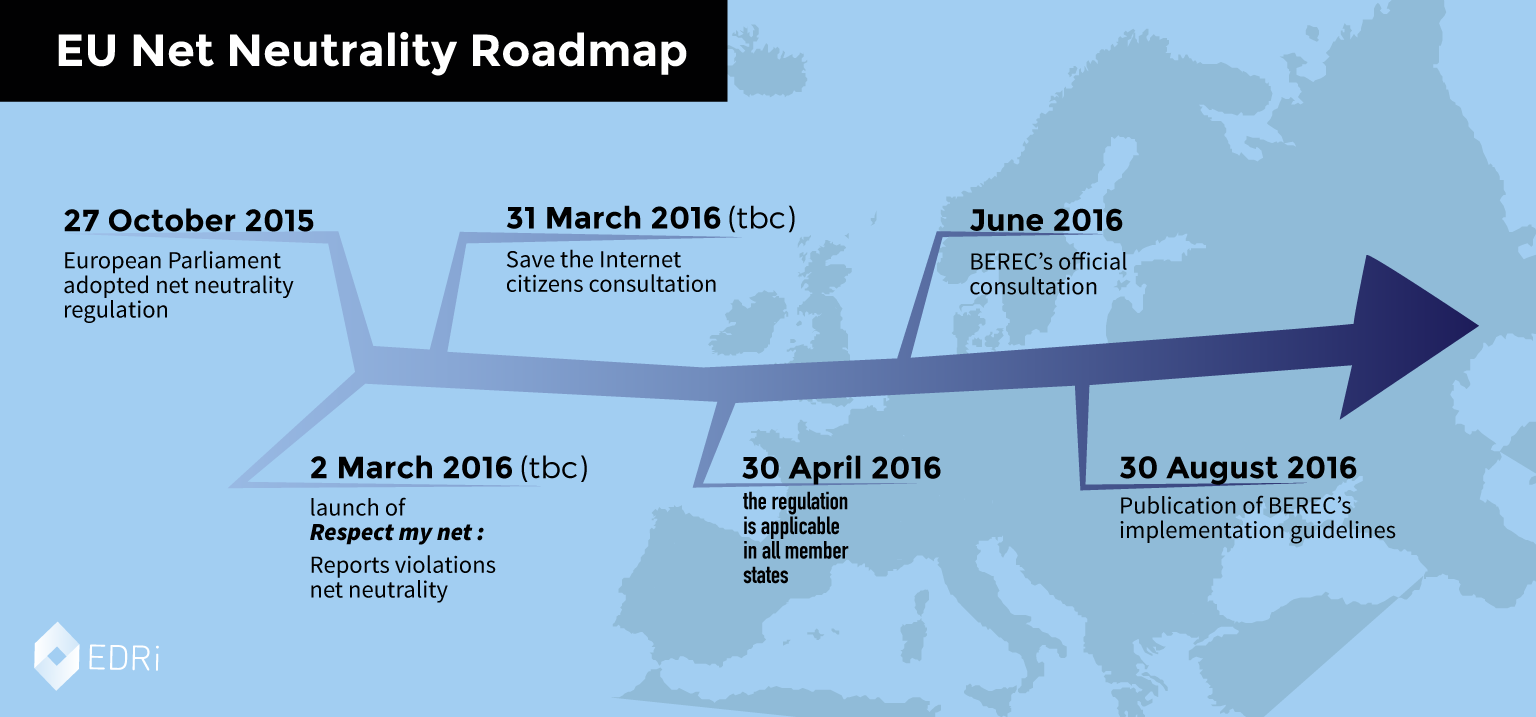 EU Net Neutrality Roadmap
27 October 2015
European Parliament
adopted net neutrality
regulation
31 March 2016 (tbc)
Save the Internet
citizens consultation
June 2016
BEREC’s official
consultation
2 March 2016 (tbc)
launch of
Respect my net :
Reports violations
net neutrality
30 April 2016
the regulation
is applicable
in all member
states
30 August 2016
Publication of BEREC’s
implementation guidelines
EDRi